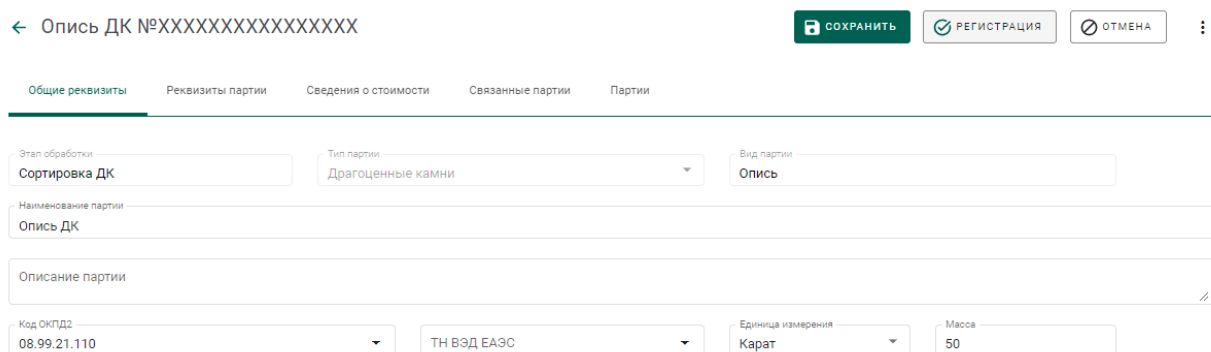 Опись ДК №XXXXXXXXXXXXXXXX
СОХРАНИТЬ
РЕГИСТРАЦИЯ
ОТМЕНА
Общие реквизиты Реквизиты партии Сведения о стоимости Связанные партии Партии
Этап обработки Тип партии Вид партии
Сортировка ДК Драгоценные камни Опись
Наименование партии
Опись ДК
Описание партии
Код ОКПД2 Единица измерения Масса
08.99.21.110 ТН ВЭД ЕАЭС Карат 50